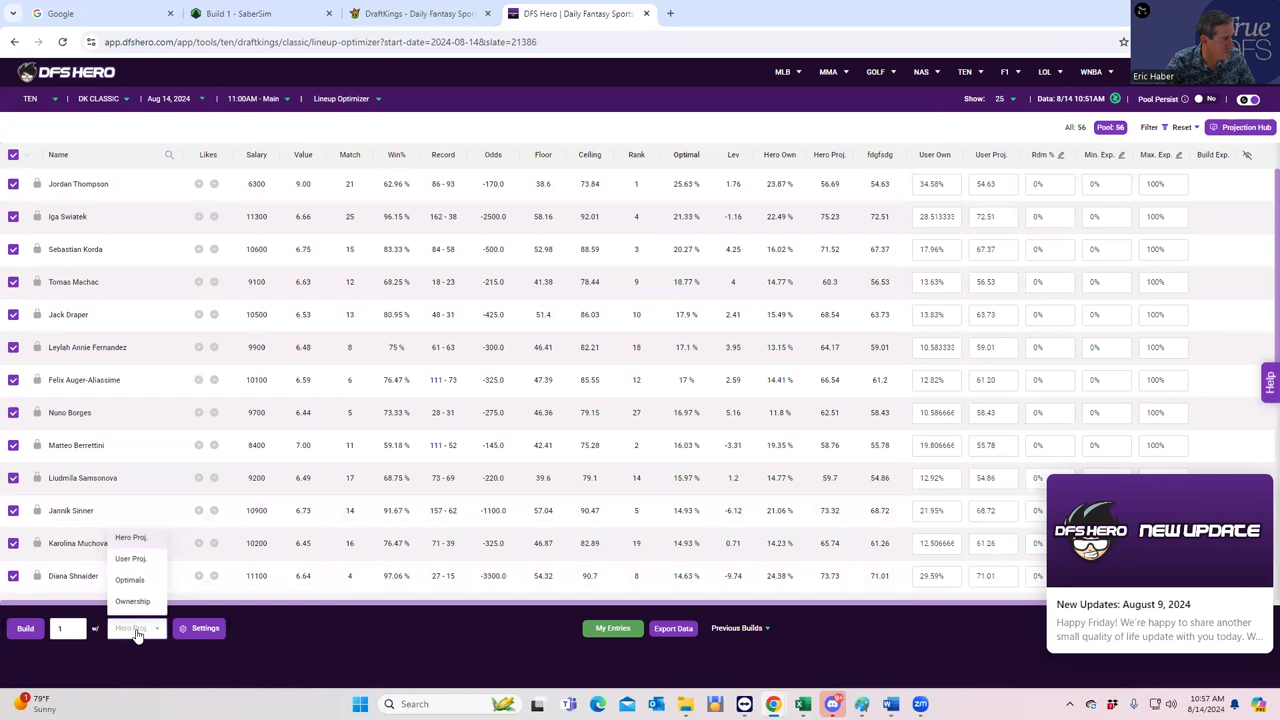 Google
Build 1 - SaberSim
DraftKings - Daily Fantasy Sport
DFS Hero | Daily Fantasy Sports
app.dfshero.com/app/tools/ten/draftkings/classic/lineup-optimizer?start-date=2024-08-14&slate=21386
True
DFS
Eric Haber
DFS HERO
MLB MMA GOLF NAS TEN F1 LOL WNBA
TEN DK CLASSIC Aug 14, 2024 11:00AM - Main Lineup Optimizer Show: 25 Data: 8/14 10:51AM Pool Persist No
All: 56 Pool: 56 Filter Reset Projection Hub
Name Likes Salary Value Match Win% Record Odds Floor Ceiling Rank Optimal Lev Hero Own Hero Proj. fdgfsdg User Own User Proj. Rdm % Min. Exp. Max. Exp. Build Exp.
Jordan Thompson 6300 9.00 21 62.96 % 86 - 93 -170.0 38.6 73.84 1 25.63 % 1.76 23.87 % 56.69 54.63 34.58% 54.63 0% 0% 100%
Iga Swiatek 11300 6.66 25 96.15 % 162 - 38 -2500.0 58.16 92.01 4 21.33 % -1.16 22.49 % 75.23 72.51 28.513333 72.51 0% 0% 100%
Sebastian Korda 10600 6.75 15 83.33 % 84 - 58 -500.0 52.98 88.59 3 20.27 % 4.25 16.02 % 71.52 67.37 17.96% 67.37 0% 0% 100%
Tomas Machac 9100 6.63 12 68.25 % 18 - 23 -215.0 41.38 78.44 9 18.77 % 4 14.77 % 60.3 56.53 13.63% 56.53 0% 0% 100%
Jack Draper 10500 6.53 13 80.95 % 48 - 31 -425.0 51.4 86.03 10 17.9 % 2.41 15.49 % 68.54 63.73 13.83% 63.73 0% 0% 100%
Leylah Annie Fernandez 9900 6.48 8 75 % 61 - 63 -300.0 46.41 82.21 18 17.1 % 3.95 13.15 % 64.17 59.01 10.583333 59.01 0% 0% 100%
Felix Auger-Aliassime 10100 6.59 6 76.47 % 111 - 73 -325.0 47.39 85.55 12 17 % 2.59 14.41 % 66.54 61.2 12.82% 61.20 0% 0% 100%
Nuno Borges 9700 6.44 5 73.33 % 28 - 31 -275.0 46.36 79.15 27 16.97 % 5.16 11.8 % 62.51 58.43 10.586666 58.43 0% 0% 100%
Matteo Berrettini 8400 7.00 11 59.18 % 111 - 52 -145.0 42.41 75.28 2 16.03 % -3.31 19.35 % 58.76 55.78 19.806666 55.78 0% 0% 100%
Liudmila Samsonova 9200 6.49 17 68.75 % 73 - 69 -220.0 39.6 79.1 14 15.97 % 1.2 14.77 % 59.7 54.86 12.92% 54.86
Jannik Sinner 10900 6.73 14 91.67 % 157 - 62 -1100.0 57.04 90.47 5 14.93 % -6.12 21.06 % 73.32 68.72 21.95% 68.72
Karolina Muchova 10200 6.45 16 76.47 % 71 - 39 -325.0 46.87 82.89 19 14.93 % 0.71 14.23 % 65.74 61.26 12.506666 61.26
Diana Shnaider 11100 6.64 4 97.06 % 27 - 15 -3300.0 54.32 90.7 8 14.63 % -9.74 24.38 % 73.73 71.01 29.59% 71.01
Hero Proj.
User Proj.
Optimals
Ownership
Build 1 w/ Hero Proj. Settings My Entries Export Data Previous Builds
Help
DFS HERO NEW UPDATE
New Updates: August 9, 2024
Happy Friday! We're happy to share another
small quality of life update with you today. W...
79°F
Sunny
Search
10:57 AM
8/14/2024